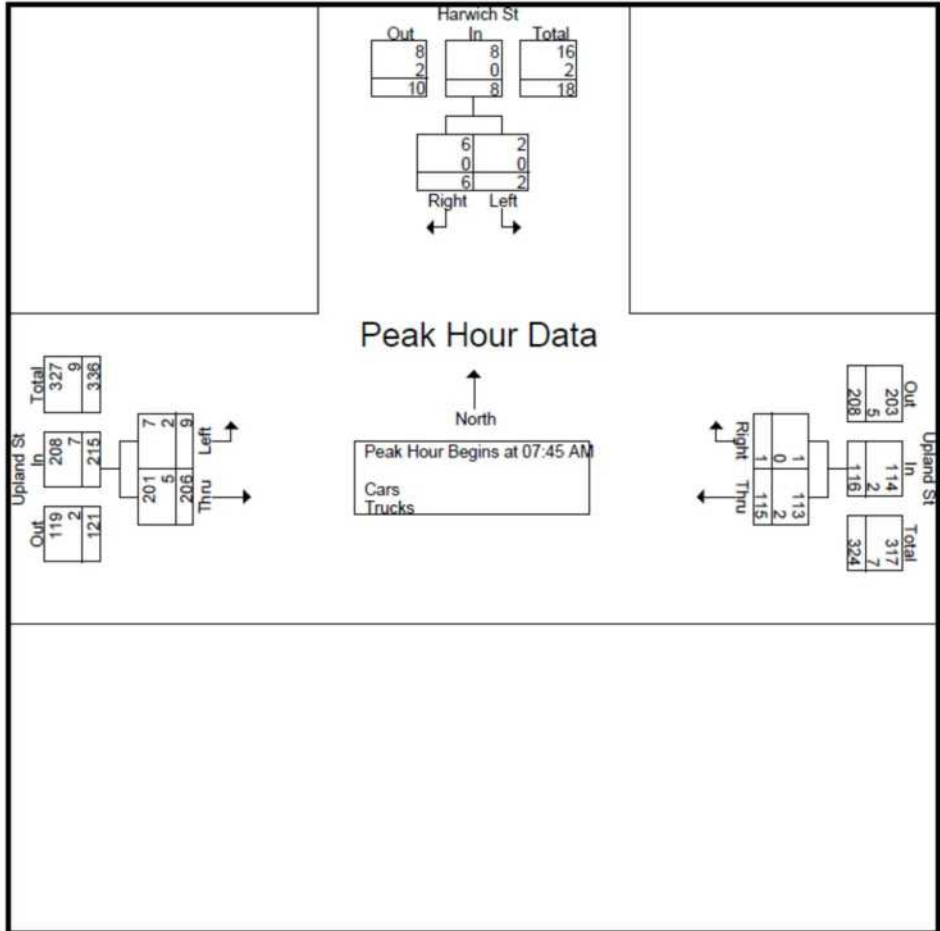 Harwich St
Out In Total
8 8 16
2 0 2
10 8 18
6 2
0 0
6 2
Right Left
Peak Hour Data
North
Peak Hour Begins at 07:45 AM
Cars
Trucks
Upland St
Total In Out
327 208 119
9 7 2
336 215 121
7 201
2 5
9 206
Left Thru
Upland St
Out In Total
203 114 317
5 2 7
208 116 324
1 113
0 2
1 115
Right Thru